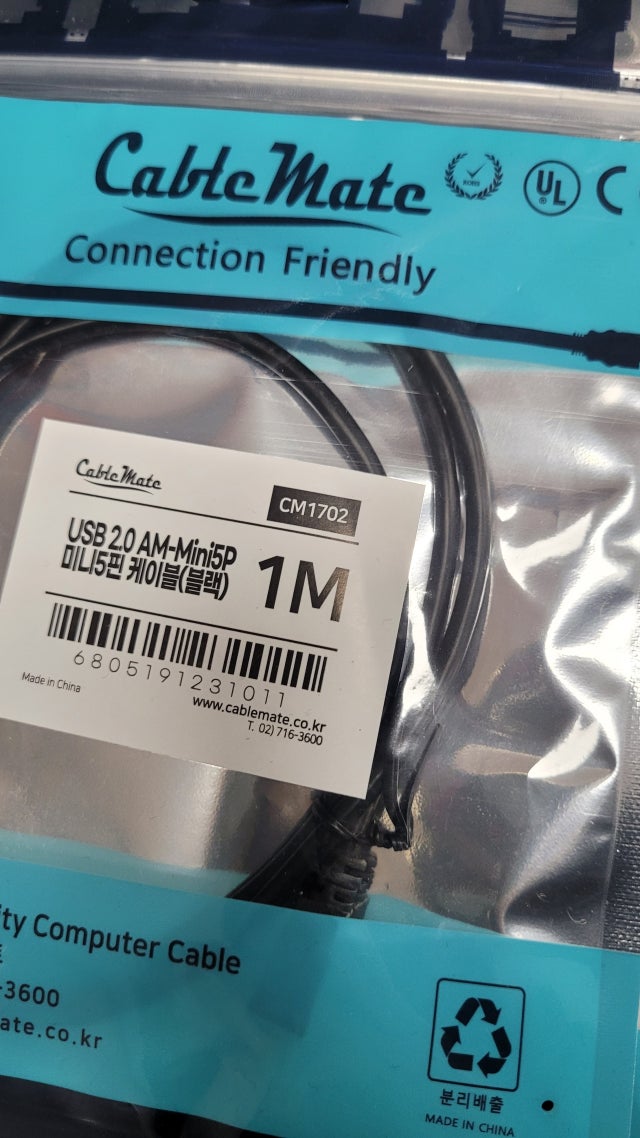 CableMate
UL
Connection Friendly
CableMate
CM1702
USB 2.0 AM-Mini5P
미니5핀 케이블(블랙)
1M
6805191231011
Made in China
www.cablemate.co.kr
T. 02)716-3600
ity Computer Cable
-3600
ate.co.kr
분리배출
MADE IN CHINA